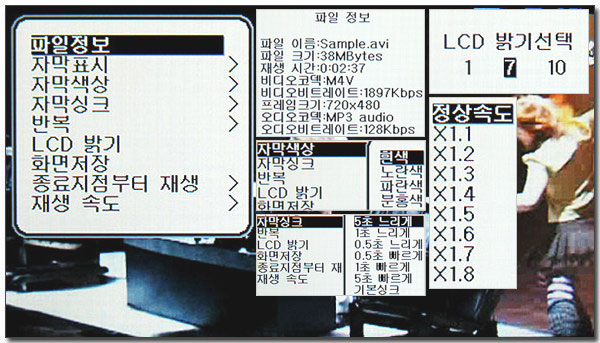 파일정보
자막표시 >
자막색상 >
자막싱크 >
반복 >
LCD 밝기
화면저장
종료지점부터 재생 >
재생 속도 >
파일 정보
파일 이름:Sample.avi
파일 크기:38MBytes
재생 시간:0:02:37
비디오코덱:M4V
비디오비트레이트:1897Kbps
프레임크기:720x480
오디오코덱:MP3 audio
오디오비트레이트:128Kbps
LCD 밝기선택
1 7 10
자막색상
자막싱크
반복
LCD 밝기
화면저장
흰색
노란색
파란색
분홍색
자막싱크
반복
LCD 밝기
화면저장
종료지점부터 재
재생 속도
5초 느리게
1초 느리게
0.5초 느리게
0.5초 빠르게
1초 빠르게
5초 빠르게
기본싱크
정상속도
X1.1
X1.2
X1.3
X1.4
X1.5
X1.6
X1.7
X1.8